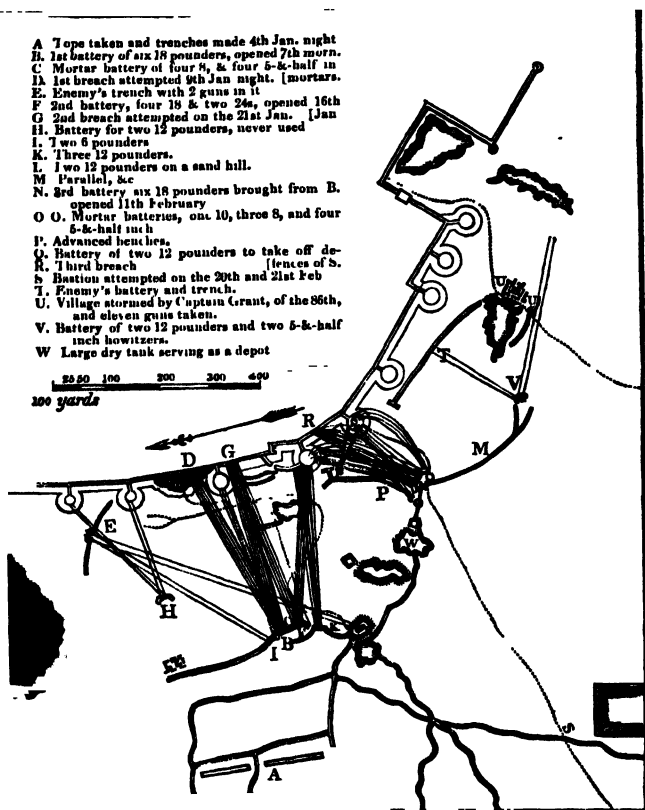 A Tope taken and trenches made 4th Jan. night
B. 1st battery of six 18 pounders, opened 7th morn.
C Mortar battery of four 8, & four 5-&-half in
D. 1st breach attempted 9th Jan night. [mortars.
E. Enemy's trench with 2 guns in it
F 2nd battery, four 18 & two 24s, opened 16th
G 2nd breach attempted on the 21st Jan. [Jan
H. Battery for two 12 pounders, never used
I. Two 6 pounders
K. Three 12 pounders.
L. Two 12 pounders on a sand hill.
M Parallel, &c
N. 3rd battery six 18 pounders brought from B.
opened 11th February
O O. Mortar batteries, one 10, three 8, and four
5-&-half inch
P. Advanced benches.
Q. Battery of two 12 pounders to take off de-
R. Third breach [fences of S.
S Bastion attempted on the 20th and 21st Feb
T. Enemy's battery and trench.
U. Village stormed by Captain Grant, of the 86th,
and eleven guns taken.
V. Battery of two 12 pounders and two 5-&-half
inch howitzers.
W Large dry tank serving as a depot
25 50 100 200 300 400
200 yards
U
U
T
V
R
M
D
G
P
E
W
H
K
B
I
A
S